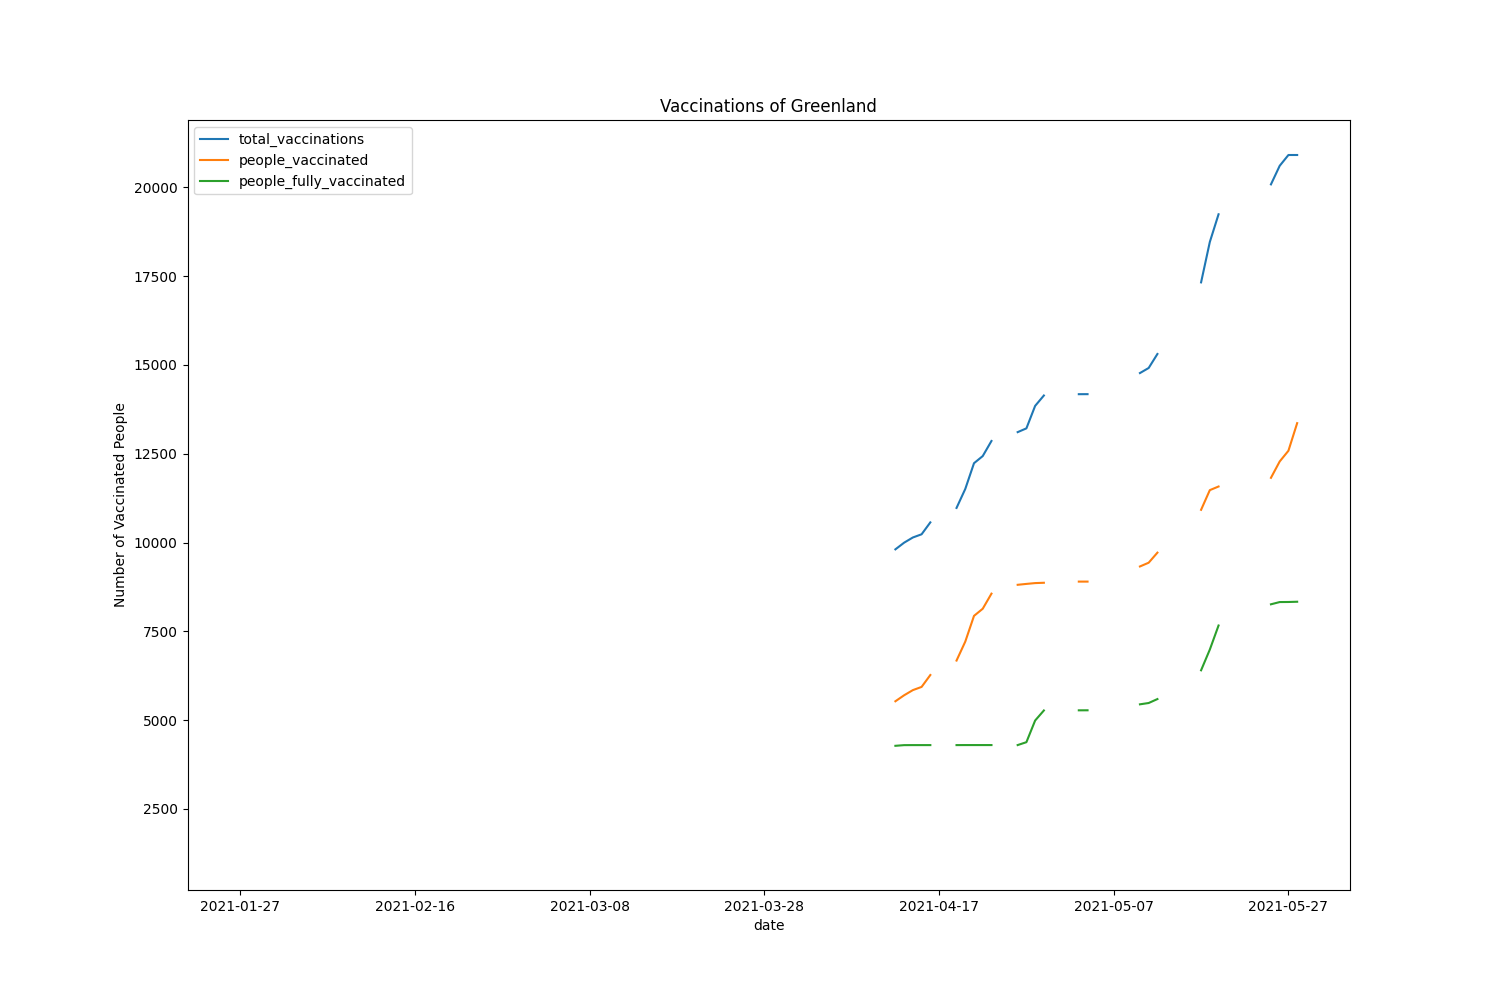 Vaccinations of Greenland
total_vaccinations
people_vaccinated
people_fully_vaccinated
20000
17500
15000
12500
10000
7500
5000
2500
Number of Vaccinated People
2021-01-27 2021-02-16 2021-03-08 2021-03-28 2021-04-17 2021-05-07 2021-05-27
date